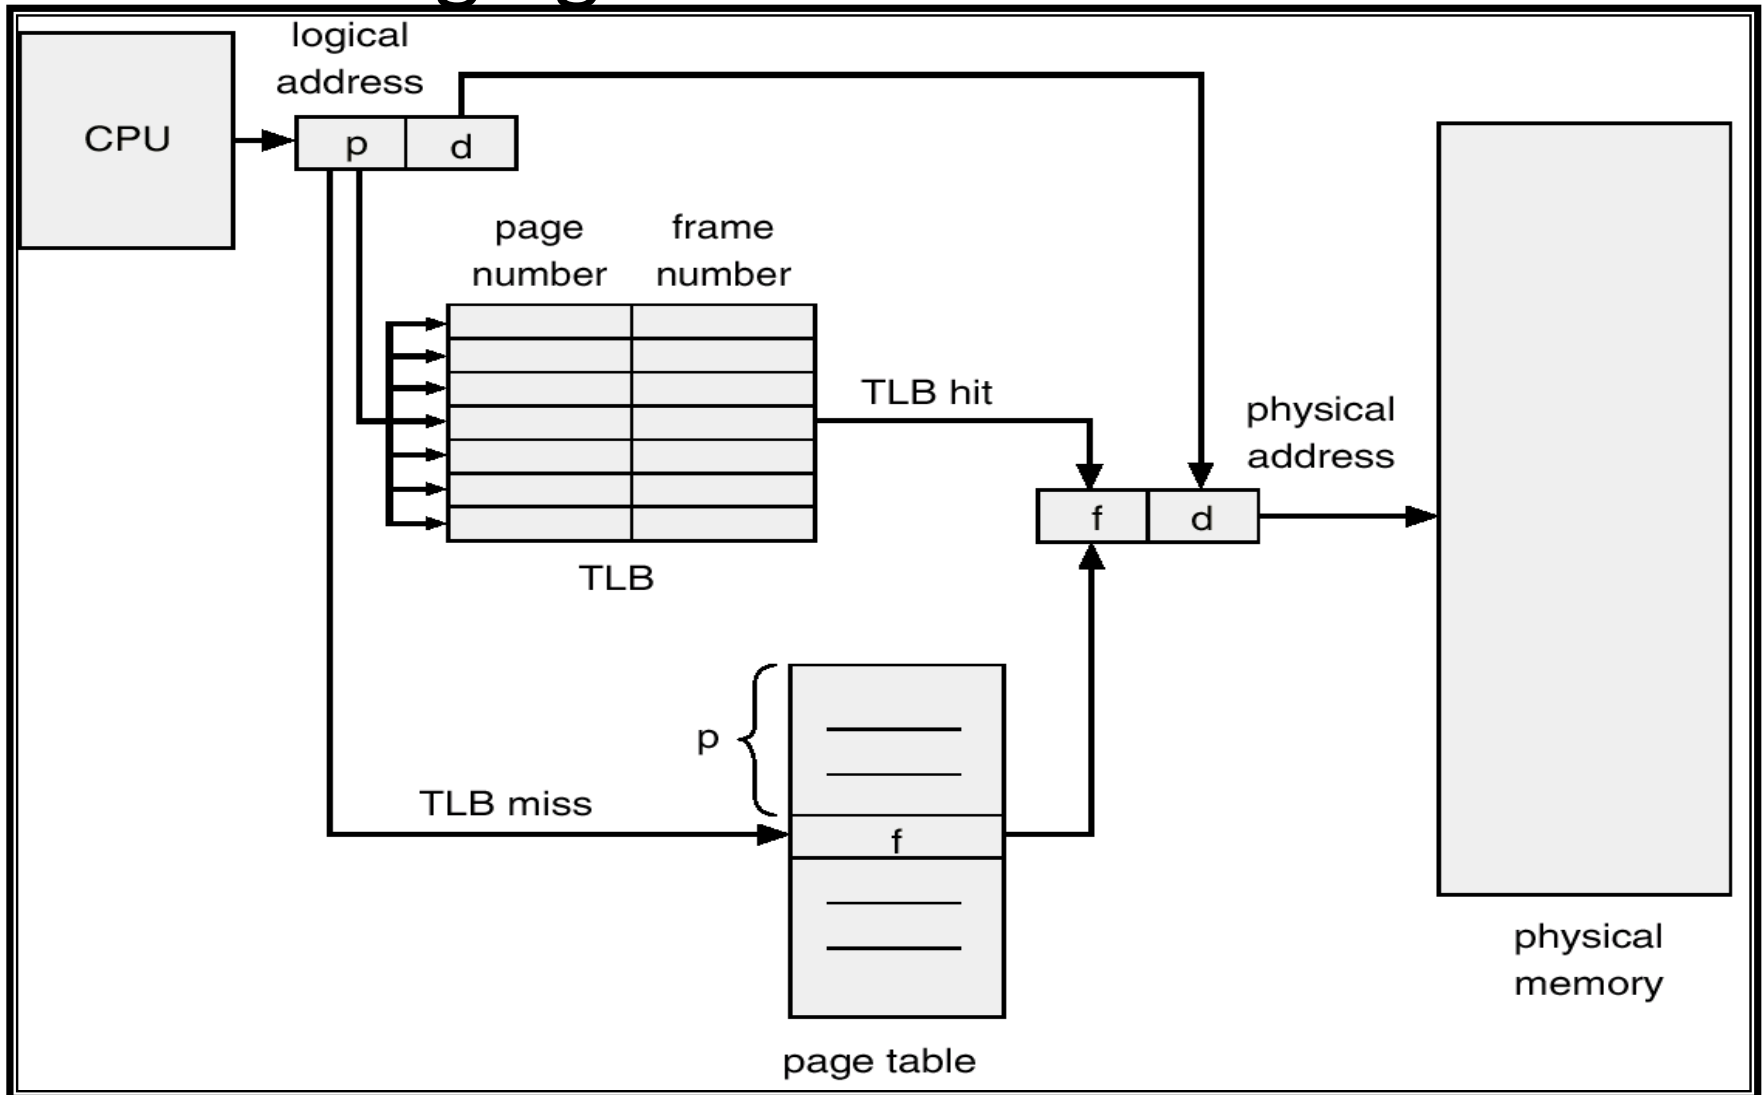 logical
address
CPU
p
d
page
number
frame
number
TLB hit
physical
address
f
d
TLB
p
TLB miss
f
physical
memory
page table